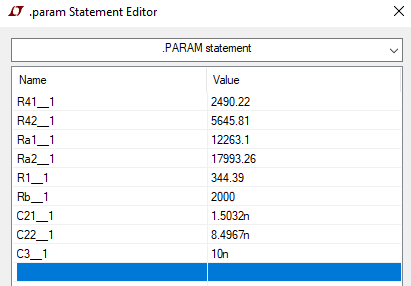 .param Statement Editor
.PARAM statement
Name Value
R41__1 2490.22
R42__1 5645.81
Ra1__1 12263.1
Ra2__1 17993.26
R1__1 344.39
Rb__1 2000
C21__1 1.5032n
C22__1 8.4967n
C3__1 10n